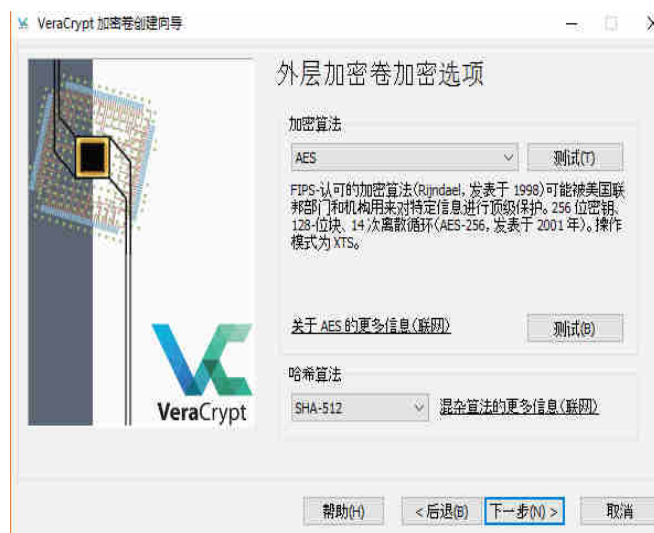 VeraCrypt 加密卷创建向导
外层加密卷加密选项
加密算法
AES
测试(T)
FIPS-认可的加密算法(Rijndael, 发表于 1998)可能被美国联
邦部门和机构用来对特定信息进行顶级保护。256 位密钥、
128-位块、14 次离散循环(AES-256, 发表于 2001 年)。操作
模式为 XTS。
关于 AES 的更多信息(联网)
测试(B)
哈希算法
SHA-512
混杂算法的更多信息(联网)
VeraCrypt
帮助(H)
< 后退(B)
下一步(N) >
取消